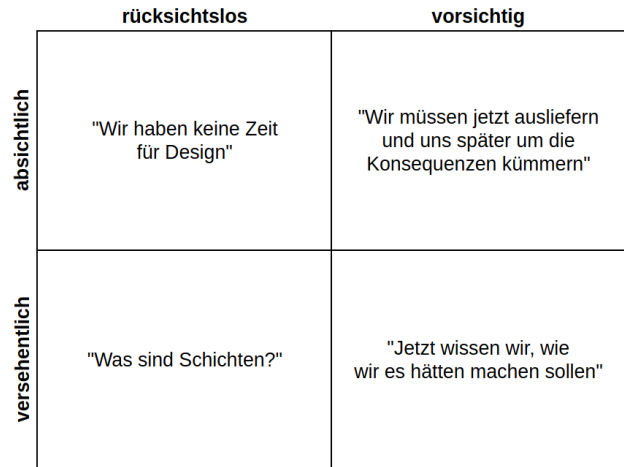 rücksichtslos
vorsichtig
absichtlich
"Wir haben keine Zeit
für Design"
"Wir müssen jetzt ausliefern
und uns später um die
Konsequenzen kümmern"
versehentlich
"Was sind Schichten?"
"Jetzt wissen wir, wie
wir es hätten machen sollen"